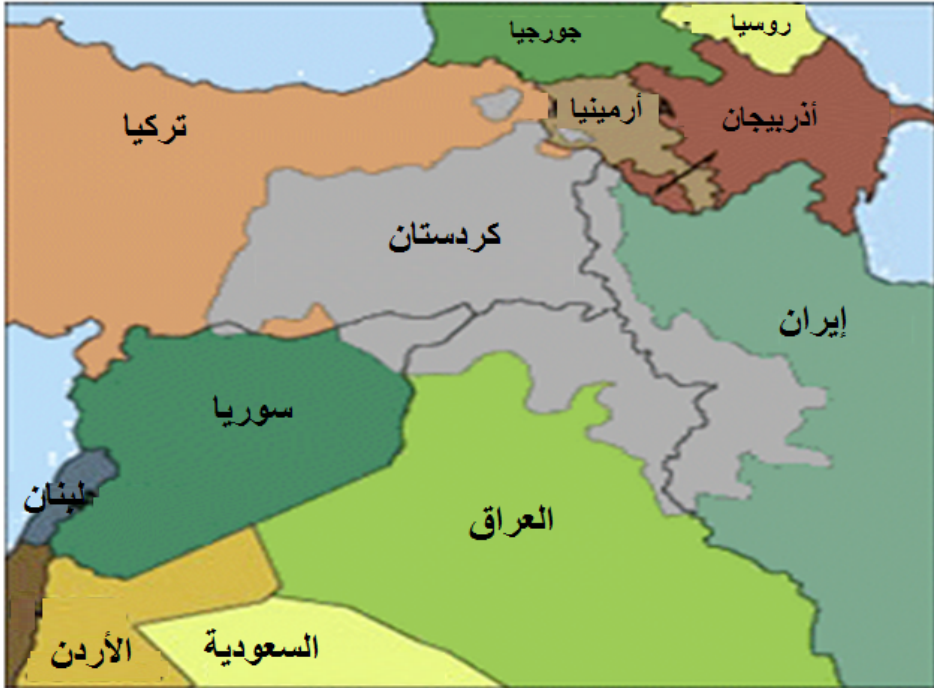 روسيا
جورجيا
أرمينيا
أذربيجان
تركيا
كردستان
إيران
سوريا
لبنان
العراق
السعودية
الأردن